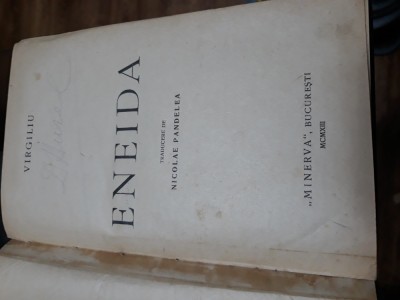 VIRGILIU
ENEIDA
TRADUCERE DE
NICOLAE PANDELEA
„MINERVA”, BUCUREȘTI
MCMXIII